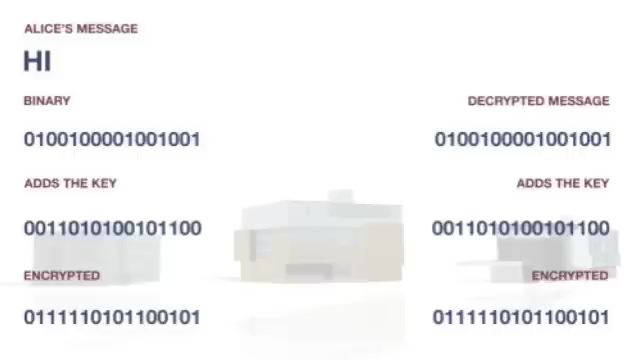 ALICE'S MESSAGE
HI
BINARY
0100100001001001
ADDS THE KEY
0011010100101100
ENCRYPTED
0111110101100101
DECRYPTED MESSAGE
0100100001001001
ADDS THE KEY
0011010100101100
ENCRYPTED
0111110101100101